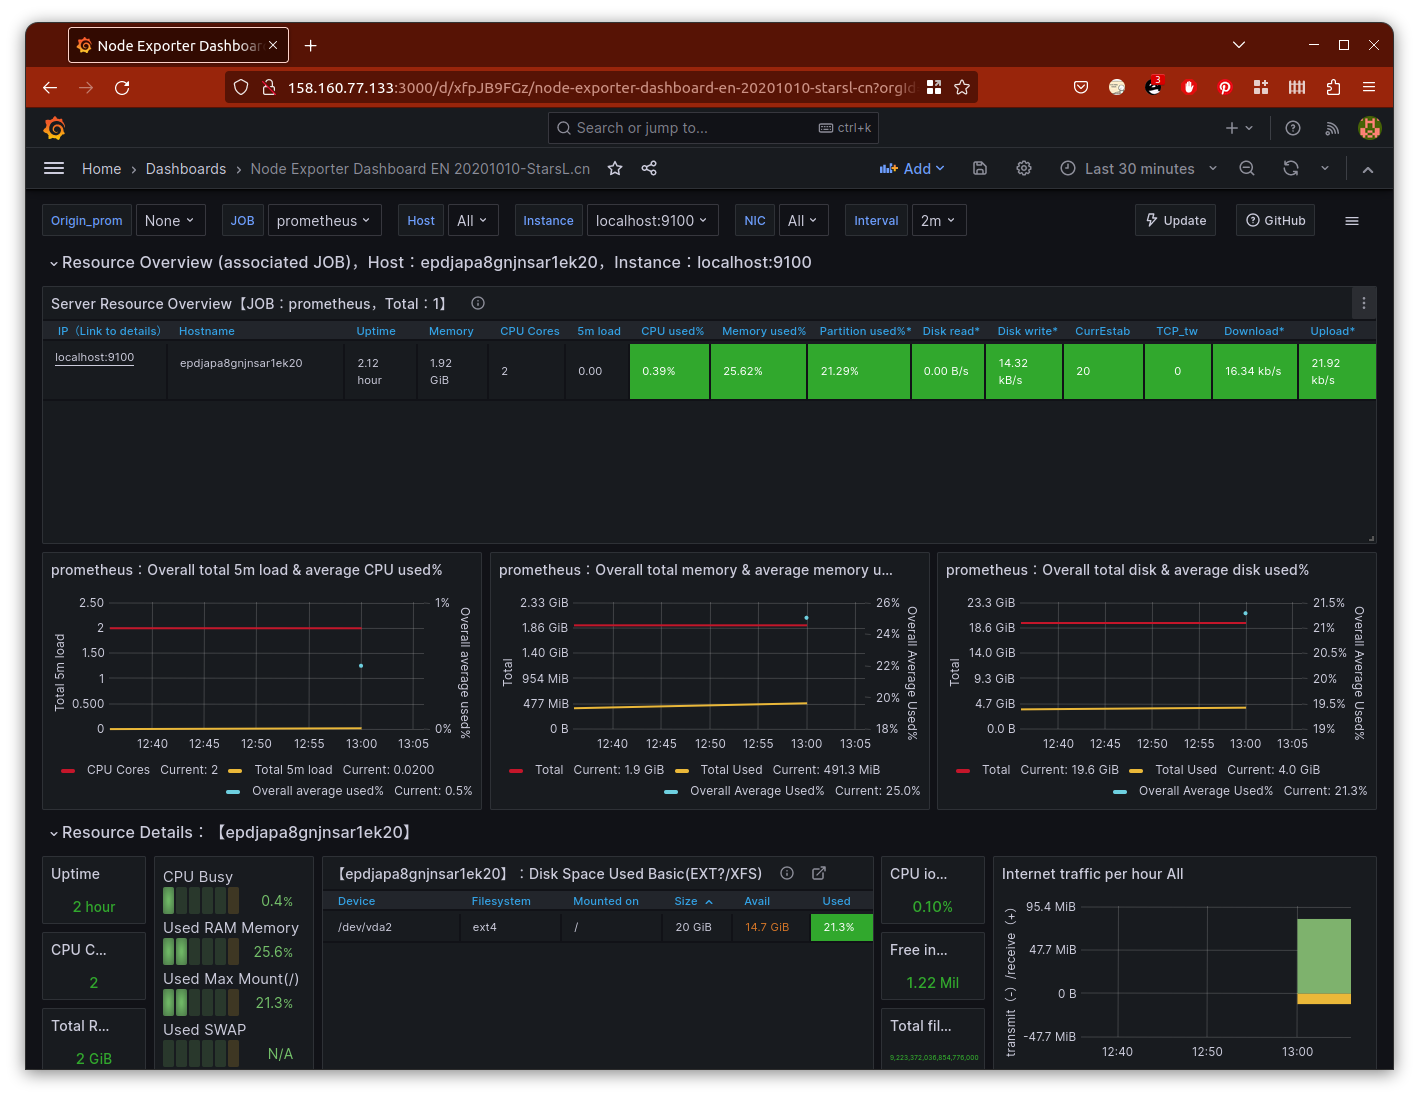 Node Exporter Dashboar
158.160.77.133:3000/d/xfpJB9FGz/node-exporter-dashboard-en-20201010-starsl-cn?orgId
3
Search or jump to... ctrl+k
Home › Dashboards › Node Exporter Dashboard EN 20201010-StarsL.cn Add Last 30 minutes
Origin_prom None JOB prometheus Host All Instance localhost:9100 NIC All Interval 2m Update GitHub
Resource Overview (associated JOB)，Host：epdjapa8gnjnsar1ek20，Instance：localhost:9100
Server Resource Overview【JOB：prometheus，Total：1】
IP（Link to details） Hostname Uptime Memory CPU Cores 5m load CPU used% Memory used% Partition used%* Disk read* Disk write* CurrEstab TCP_tw Download* Upload*
localhost:9100 epdjapa8gnjnsar1ek20 2.12 hour 1.92 GiB 2 0.00 0.39% 25.62% 21.29% 0.00 B/s 14.32 kB/s 20 0 16.34 kb/s 21.92 kb/s
prometheus：Overall total 5m load & average CPU used%
Total 5m load
2.50
2
1.50
1
0.500
0
1%
0%
Overall average used%
12:40 12:45 12:50 12:55 13:00 13:05
CPU Cores Current: 2 Total 5m load Current: 0.0200
Overall average used% Current: 0.5%
prometheus：Overall total memory & average memory u...
Total
2.33 GiB
1.86 GiB
1.40 GiB
954 MiB
477 MiB
0 B
26%
24%
22%
20%
18%
Overall Average Used%
12:40 12:45 12:50 12:55 13:00 13:05
Total Current: 1.9 GiB Total Used Current: 491.3 MiB
Overall Average Used% Current: 25.0%
prometheus：Overall total disk & average disk used%
Total
23.3 GiB
18.6 GiB
14.0 GiB
9.3 GiB
4.7 GiB
0.0 B
21.5%
21%
20.5%
20%
19.5%
19%
Overall Average Used%
12:40 12:45 12:50 12:55 13:00 13:05
Total Current: 19.6 GiB Total Used Current: 4.0 GiB
Overall Average Used% Current: 21.3%
Resource Details：【epdjapa8gnjnsar1ek20】
Uptime
2 hour
CPU C...
2
Total R...
2 GiB
CPU Busy
0.4%
Used RAM Memory
25.6%
Used Max Mount(/)
21.3%
Used SWAP
N/A
【epdjapa8gnjnsar1ek20】：Disk Space Used Basic(EXT?/XFS)
Device Filesystem Mounted on Size Avail Used
/dev/vda2 ext4 / 20 GiB 14.7 GiB 21.3%
CPU io...
0.10%
Free in...
1.22 Mil
Total fil...
9,223,372,036,854,776,000
Internet traffic per hour All
transmit（-）/receive（+）
95.4 MiB
47.7 MiB
0 B
-47.7 MiB
12:40 12:50 13:00